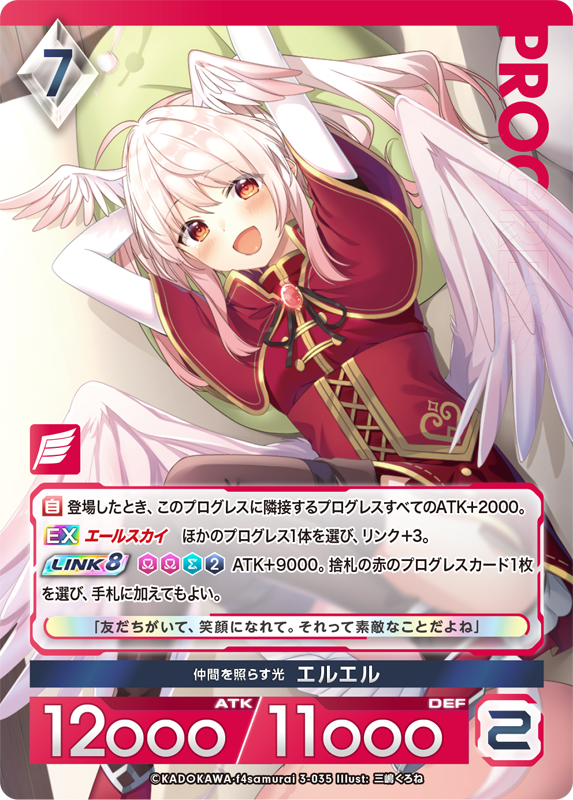 7
PROGRESS
自 登場したとき、このプログレスに隣接するプログレスすべてのATK+2000。
EX エールスカイ ほかのプログレス1体を選び、リンク+3。
LINK 8 Ω Ω Σ 2 ATK+9000。捨札の赤のプログレスカード1枚
を選び、手札に加えてもよい。
「友だちがいて、笑顔になれて。それって素敵なことだよね」
仲間を照らす光 エルエル
ATK DEF
12000/11000 2
©KADOKAWA・f4samurai 3-035 Illust: 三嶋くろね